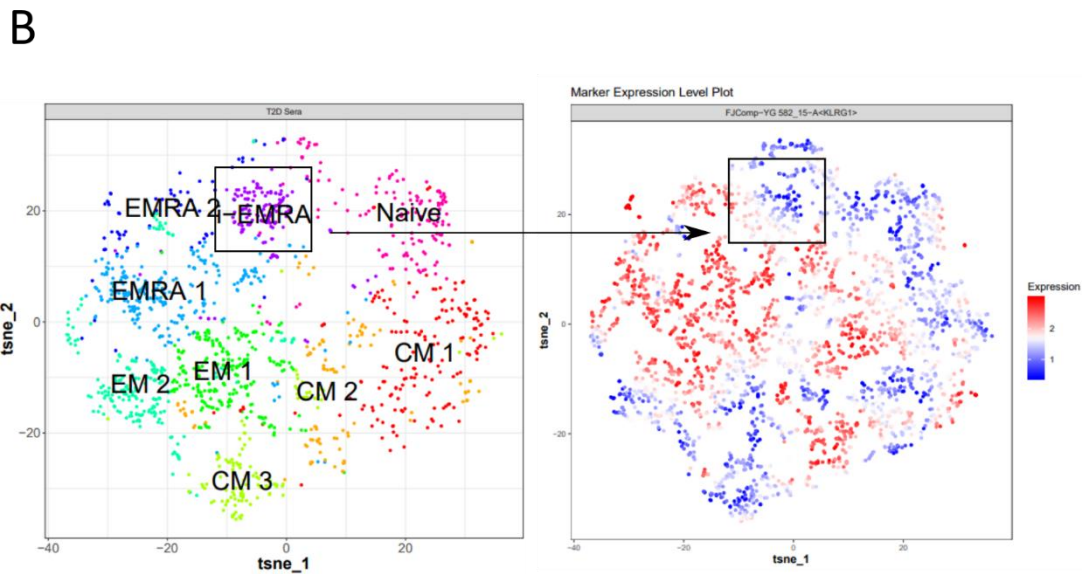 B
T2D Sera
EMRA 2
I-EMRA
Naive
EMRA 1
EM 2
EM 1
CM 1
CM 2
CM 3
20
0
−20
−40
−20
0
20
tsne_1
tsne_2
Marker Expression Level Plot
FJComp−YG 582_15−A<KLRG1>
20
0
−20
−40
−20
0
20
tsne_1
tsne_2
Expression
2
1